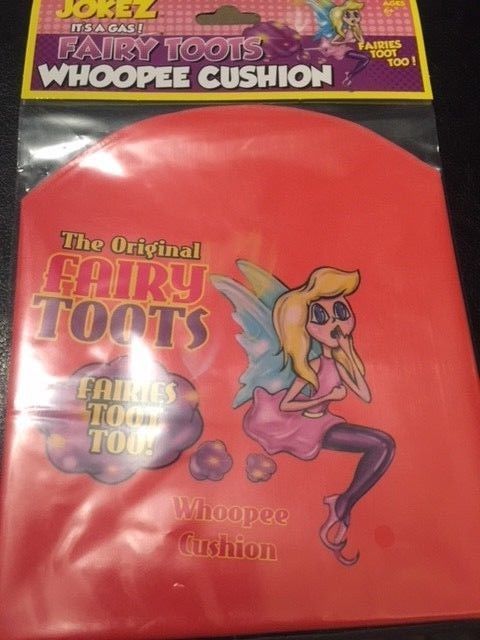 JOKEZ
IT'S A GAS!
FAIRY TOOTS
WHOOPEE CUSHION
FAIRIES
TOOT
TOO!
AGES
The Original
FAIRY
TOOTS
FAIRIES
TOOT
TOO!
Whoopee
Cushion